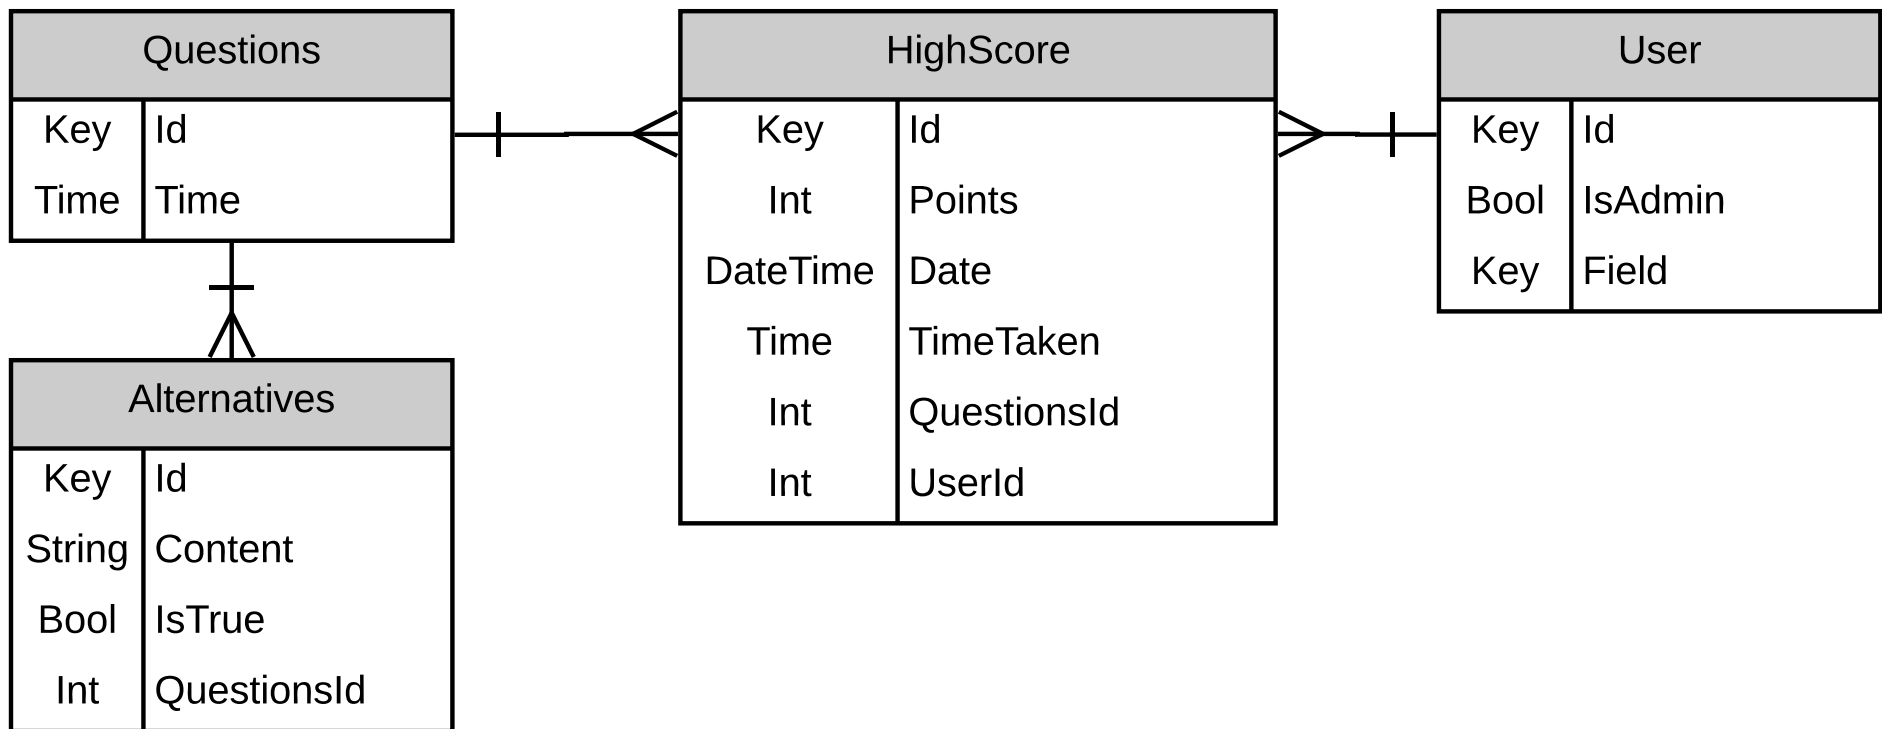 Questions
Key Id
Time Time
Alternatives
Key Id
String Content
Bool IsTrue
Int QuestionsId
HighScore
Key Id
Int Points
DateTime Date
Time TimeTaken
Int QuestionsId
Int UserId
User
Key Id
Bool IsAdmin
Key Field